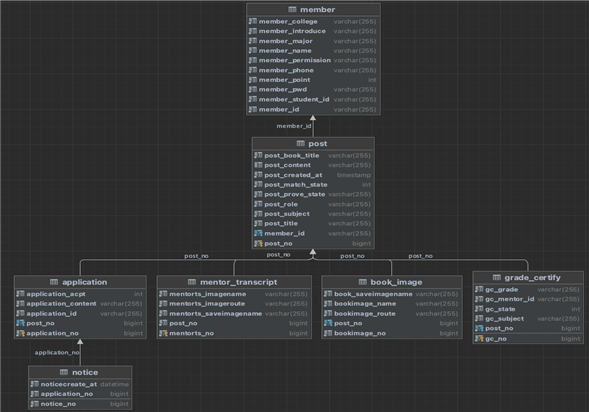 member
member_college varchar(255)
member_introduce varchar(255)
member_major varchar(255)
member_name varchar(255)
member_permission varchar(255)
member_phone varchar(255)
member_point int
member_pwd varchar(255)
member_student_id varchar(255)
member_id varchar(255)
member_id
post
post_book_title varchar(255)
post_content varchar(255)
post_created_at timestamp
post_match_state int
post_prove_state varchar(255)
post_role varchar(255)
post_subject varchar(255)
post_title varchar(255)
member_id varchar(255)
post_no bigint
post_no post_no post_no post_no
application
application_acpt int
application_content varchar(255)
application_id varchar(255)
post_no bigint
application_no bigint
mentor_transcript
mentorts_imagename varchar(255)
mentorts_imageroute varchar(255)
mentorts_saveimagename varchar(255)
post_no bigint
mentorts_no bigint
book_image
book_saveimagename varchar(255)
bookimage_name varchar(255)
bookimage_route varchar(255)
post_no bigint
bookimage_no bigint
grade_certify
gc_grade varchar(255)
gc_mentor_id varchar(255)
gc_state int
gc_subject varchar(255)
post_no bigint
gc_no bigint
application_no
notice
noticecreate_at datetime
application_no bigint
notice_no bigint